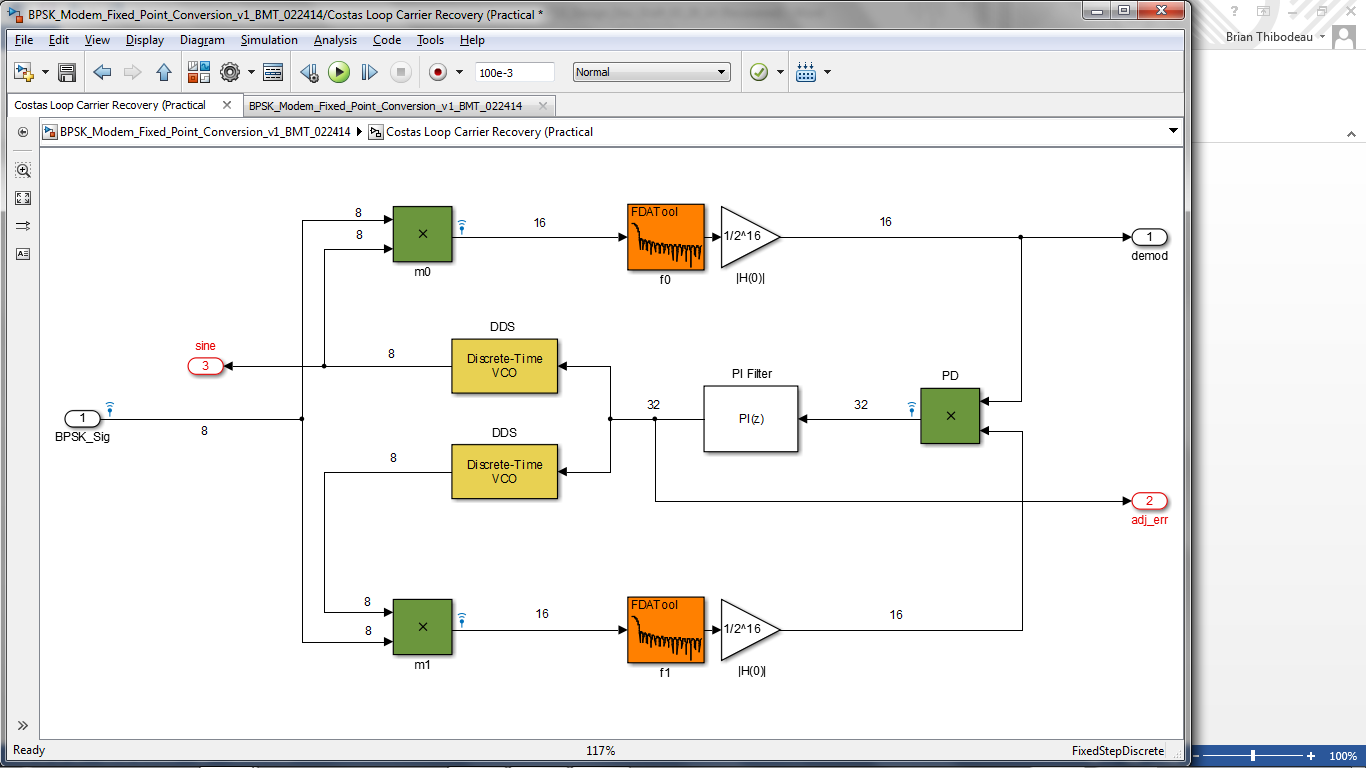 BPSK_Modem_Fixed_Point_Conversion_v1_BMT_022414/Costas Loop Carrier Recovery (Practical *
Brian Thibodeau
File Edit View Display Diagram Simulation Analysis Code Tools Help
100e-3
Normal
Costas Loop Carrier Recovery (Practical
BPSK_Modem_Fixed_Point_Conversion_v1_BMT_022414
BPSK_Modem_Fixed_Point_Conversion_v1_BMT_022414
Costas Loop Carrier Recovery (Practical
8
8
×
m0
16
FDATool
f0
1/2^16
|H(0)|
16
1
demod
sine
3
8
DDS
Discrete-Time
VCO
PI Filter
PI(z)
PD
×
32
32
1
BPSK_Sig
8
DDS
Discrete-Time
VCO
8
2
adj_err
8
8
×
m1
16
FDATool
f1
1/2^16
|H(0)|
16
Ready
117%
FixedStepDiscrete
100%